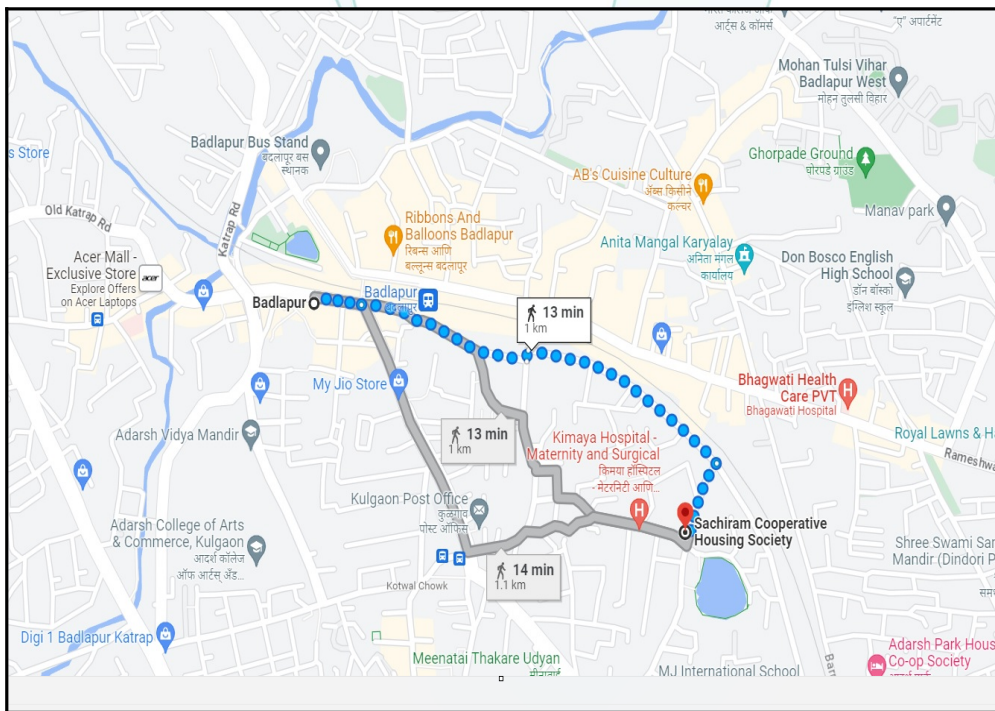 आर्ट्स & कॉमर्स
"ए" अपार्टमेंट
Mohan Tulsi Vihar
Badlapur West
मोहन तुलसी विहार
s Store
Badlapur Bus Stand
बदलापूर बस
स्थानक
Ghorpade Ground
घोरपडे ग्राउंड
AB's Cuisine Culture
कल्चर
Manav park
Old Katrap Rd
Katrap Rd
Ribbons And
Balloons Badlapur
रिबन्स आणि
बल्लून्स बदलापूर
Anita Mangal Karyalay
अनिता मंगल
कार्यालय
Don Bosco English
High School
डॉन बॉस्को
इंग्लिश स्कूल
Acer Mall -
Exclusive Store
Explore Offers
on Acer Laptops
acer
Badlapur
Badlapur
बदलापूर
13 min
1 km
My Jio Store
Bhagwati Health
Care PVT
Bhagawati Hospital
H
Adarsh Vidya Mandir
13 min
1 km
Kimaya Hospital -
Maternity and Surgical
किमया हॉस्पिटल
- मेटरनिटी आणि...
H
Royal Lawns & Ha
Rameshwa
Kulgaon Post Office
कुळगाव
पोस्ट ऑफिस
Sachiram Cooperative
Housing Society
Adarsh College of Arts
& Commerce, Kulgaon
आदर्श कॉलेज
ऑफ आर्ट्स अँड...
Shree Swami Sam
Mandir (Dindori P
14 min
1.1 km
Kotwal Chowk
Digi 1 Badlapur Katrap
Meenatai Thakare Udyan
MJ International School
Adarsh Park Hous
Co-op Society